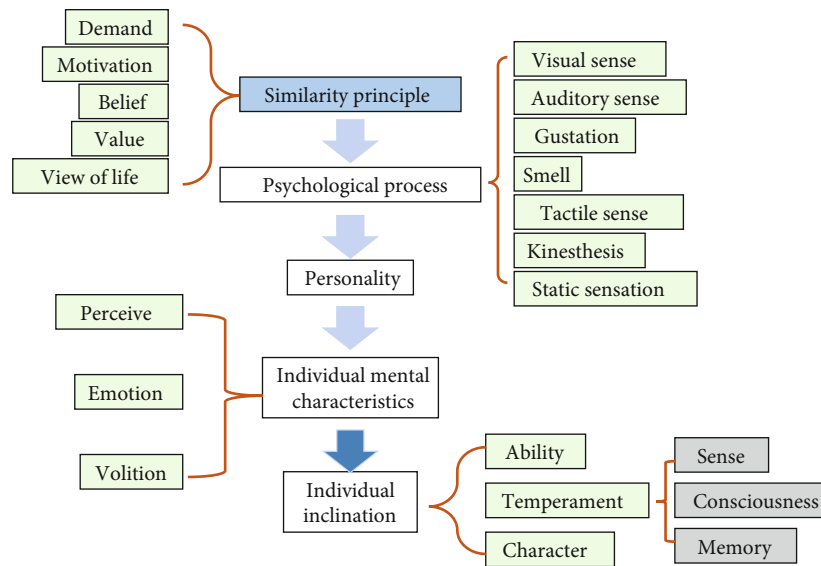 Demand
Motivation
Belief
Value
View of life
Similarity principle
Psychological process
Visual sense
Auditory sense
Gustation
Smell
Tactile sense
Kinesthesis
Static sensation
Personality
Perceive
Emotion
Volition
Individual mental
characteristics
Individual
inclination
Ability
Temperament
Character
Sense
Consciousness
Memory